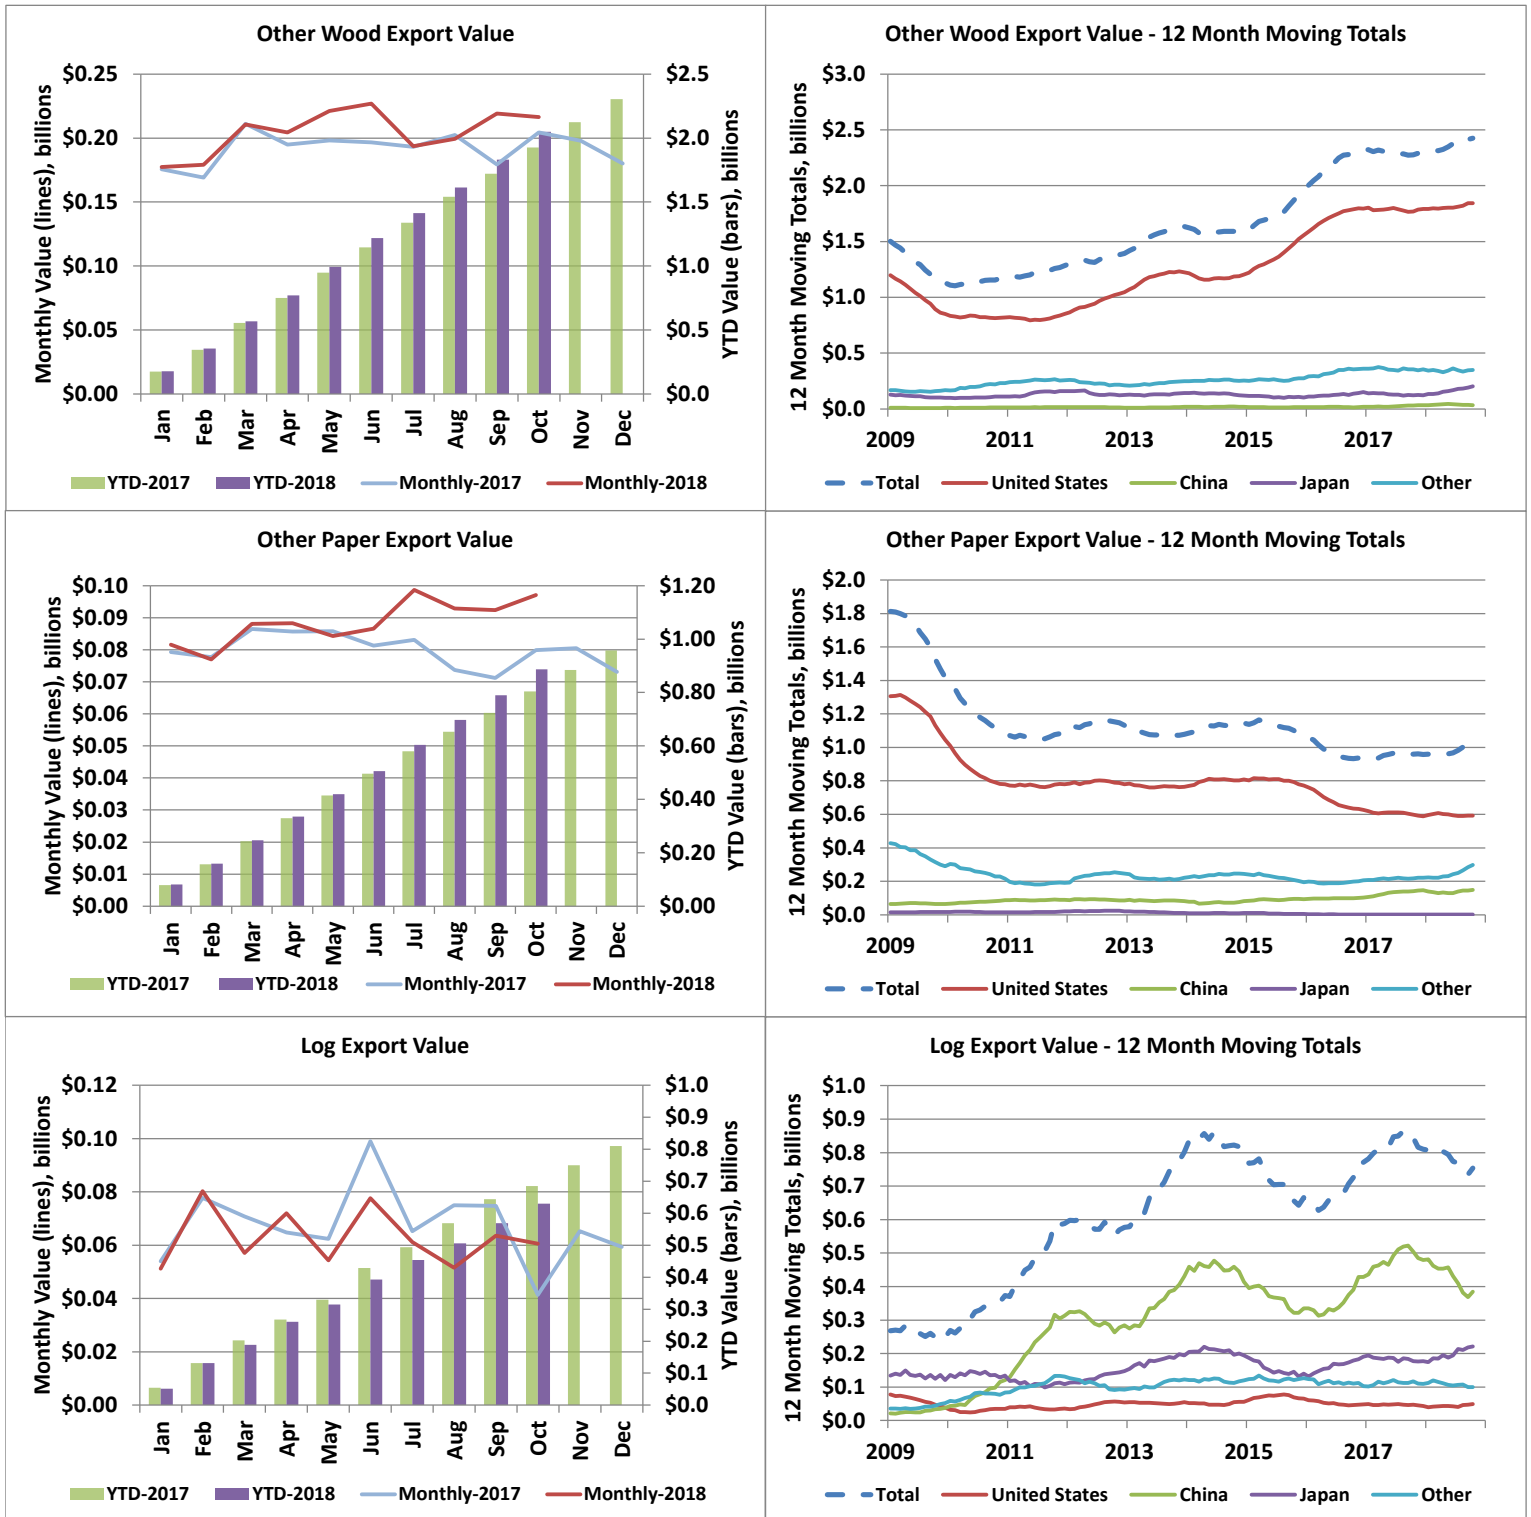 Other Wood Export Value
Monthly Value (lines), billions
$0.25
$0.20
$0.15
$0.10
$0.05
$0.00
$2.5
$2.0
$1.5
$1.0
$0.5
$0.0
YTD Value (bars), billions
Jan Feb Mar Apr May Jun Jul Aug Sep Oct Nov Dec
YTD-2017 YTD-2018 Monthly-2017 Monthly-2018
Other Wood Export Value - 12 Month Moving Totals
12 Month Moving Totals, billions
$3.0
$2.5
$2.0
$1.5
$1.0
$0.5
$0.0
2009 2011 2013 2015 2017
Total United States China Japan Other
Other Paper Export Value
Monthly Value (lines), billions
$0.10
$0.09
$0.08
$0.07
$0.06
$0.05
$0.04
$0.03
$0.02
$0.01
$0.00
$1.20
$1.00
$0.80
$0.60
$0.40
$0.20
$0.00
YTD Value (bars), billions
Jan Feb Mar Apr May Jun Jul Aug Sep Oct Nov Dec
YTD-2017 YTD-2018 Monthly-2017 Monthly-2018
Other Paper Export Value - 12 Month Moving Totals
12 Month Moving Totals, billions
$2.0
$1.8
$1.6
$1.4
$1.2
$1.0
$0.8
$0.6
$0.4
$0.2
$0.0
2009 2011 2013 2015 2017
Total United States China Japan Other
Log Export Value
Monthly Value (lines), billions
$0.12
$0.10
$0.08
$0.06
$0.04
$0.02
$0.00
$1.0
$0.9
$0.8
$0.7
$0.6
$0.5
$0.4
$0.3
$0.2
$0.1
$0.0
YTD Value (bars), billions
Jan Feb Mar Apr May Jun Jul Aug Sep Oct Nov Dec
YTD-2017 YTD-2018 Monthly-2017 Monthly-2018
Log Export Value - 12 Month Moving Totals
12 Month Moving Totals, billions
$1.0
$0.9
$0.8
$0.7
$0.6
$0.5
$0.4
$0.3
$0.2
$0.1
$0.0
2009 2011 2013 2015 2017
Total United States China Japan Other